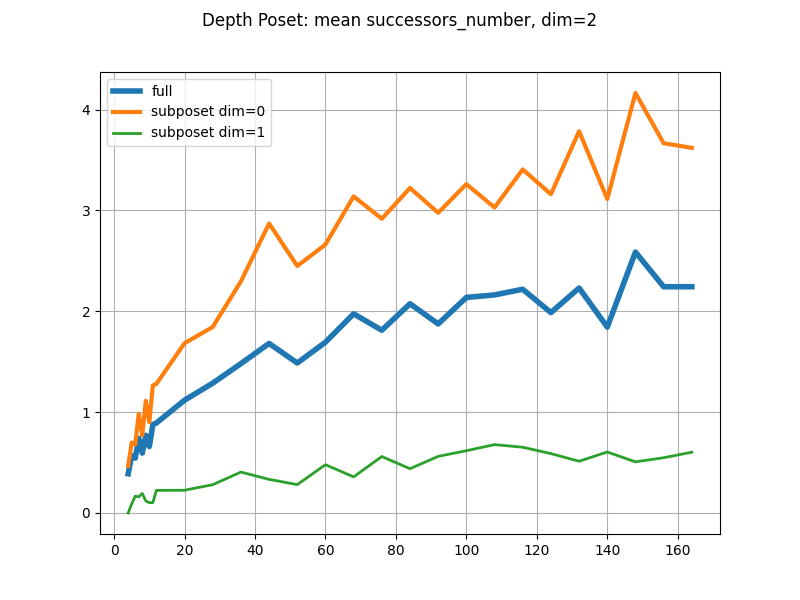 Depth Poset: mean successors_number, dim=2
full
subposet dim=0
subposet dim=1
4
3
2
1
0
0 20 40 60 80 100 120 140 160